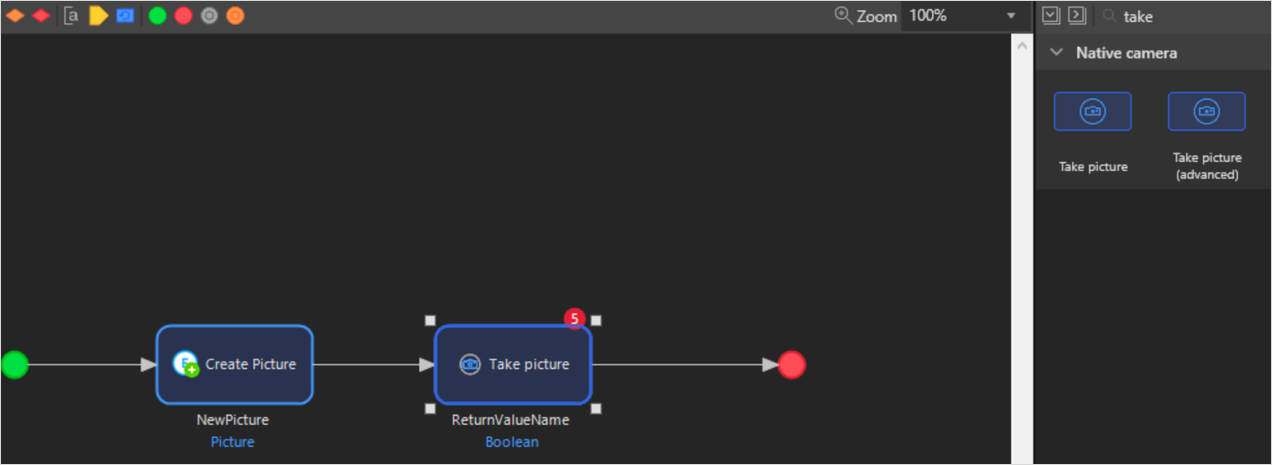 Zoom 100%
take
Native camera
Take picture
Take picture
(advanced)
5
Create Picture
Take picture
NewPicture
ReturnValueName
Picture
Boolean